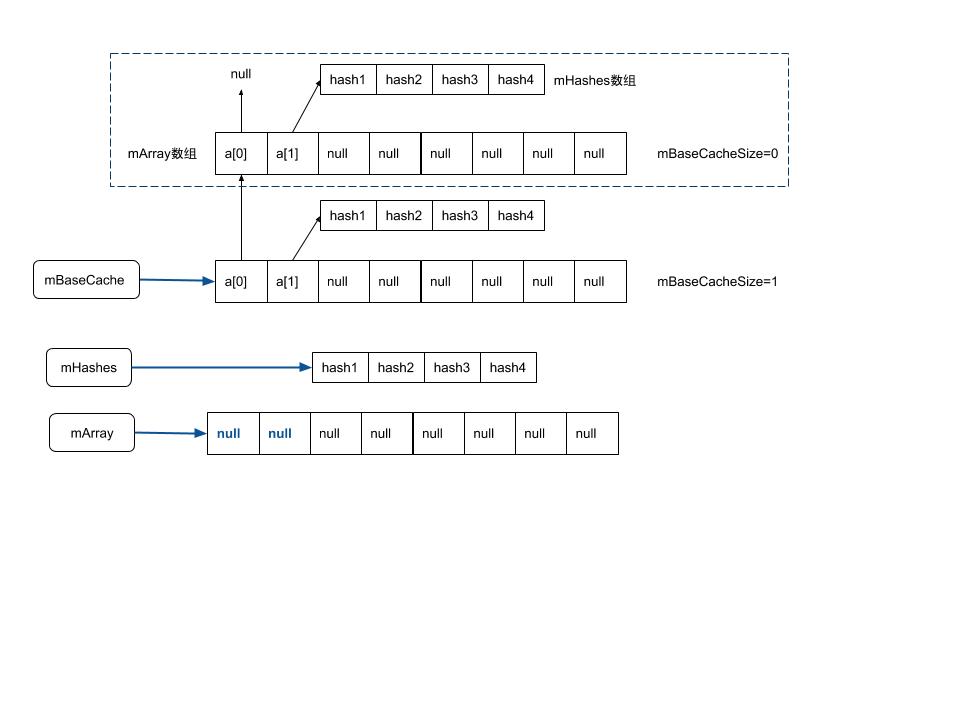 null
hash1 hash2 hash3 hash4 mHashes数组
mArray数组 a[0] a[1] null null null null null null mBaseCacheSize=0
hash1 hash2 hash3 hash4
mBaseCache a[0] a[1] null null null null null null mBaseCacheSize=1
mHashes hash1 hash2 hash3 hash4
mArray null null null null null null null null